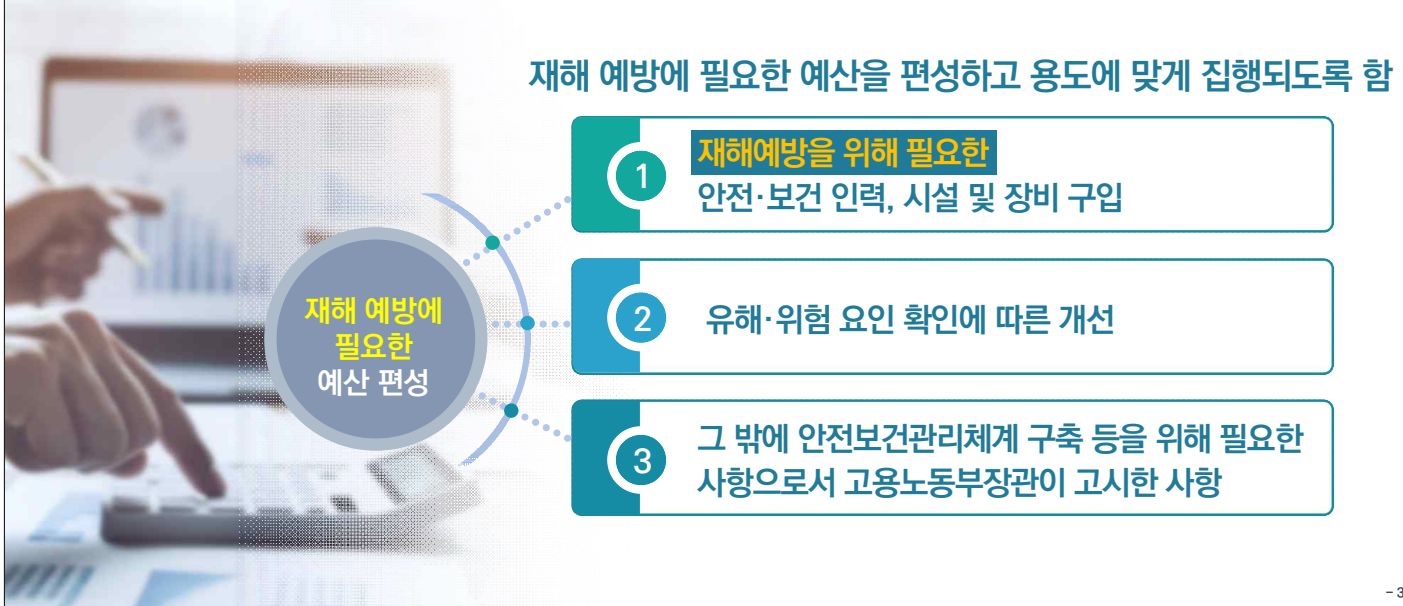 재해 예방에 필요한 예산을 편성하고 용도에 맞게 집행되도록 함
재해 예방에
필요한
예산 편성
1
재해예방을 위해 필요한
안전·보건 인력, 시설 및 장비 구입
2
유해·위험 요인 확인에 따른 개선
3
그 밖에 안전보건관리체계 구축 등을 위해 필요한
사항으로서 고용노동부장관이 고시한 사항
- 3